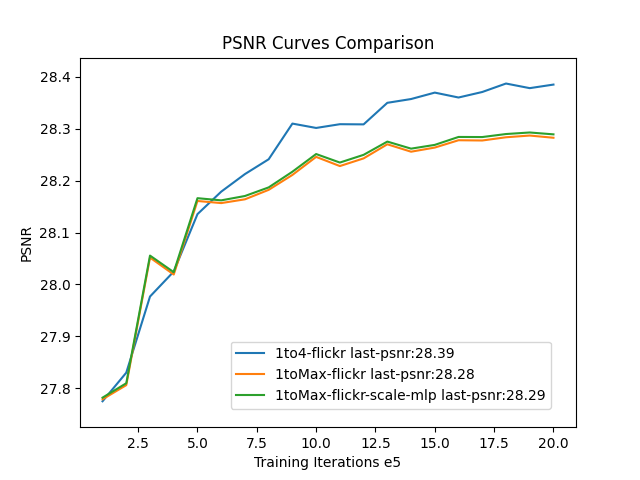 PSNR Curves Comparison
28.4
28.3
28.2
28.1
28.0
27.9
27.8
PSNR
1to4-flickr last-psnr:28.39
1toMax-flickr last-psnr:28.28
1toMax-flickr-scale-mlp last-psnr:28.29
2.5 5.0 7.5 10.0 12.5 15.0 17.5 20.0
Training Iterations e5